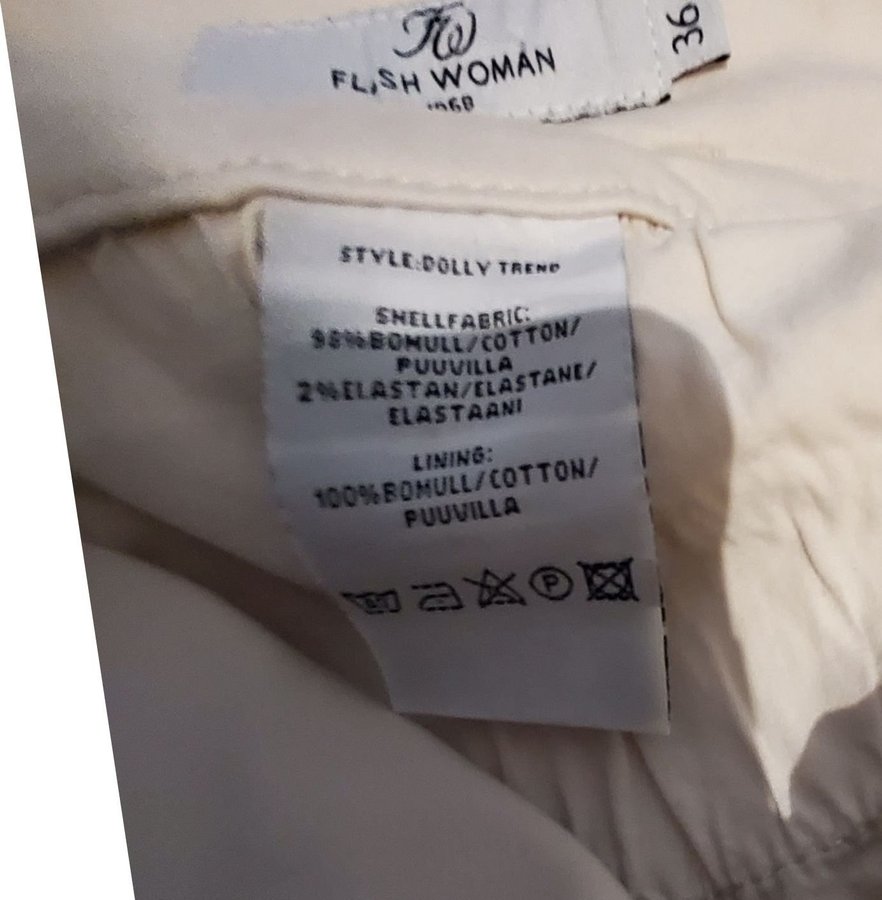 FW
FLASH WOMAN
36
STYLE:DOLLY TREND
SHELLFABRIC:
98%BOMULL/COTTON/
PUUVILLA
2%ELASTAN/ELASTANE/
ELASTAANI
LINING:
100%BOMULL/COTTON/
PUUVILLA
P